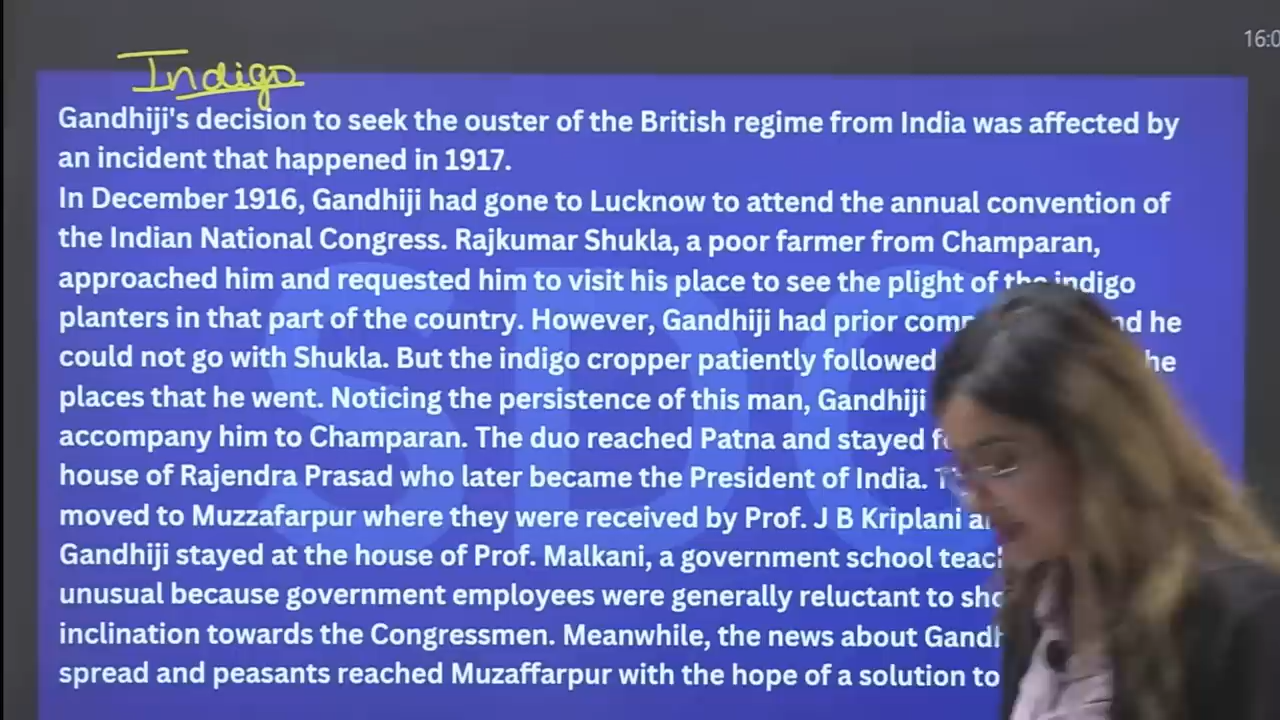 16:0
Indigo
Gandhiji's decision to seek the ouster of the British regime from India was affected by
an incident that happened in 1917.
In December 1916, Gandhiji had gone to Lucknow to attend the annual convention of
the Indian National Congress. Rajkumar Shukla, a poor farmer from Champaran,
approached him and requested him to visit his place to see the plight of the indigo
planters in that part of the country. However, Gandhiji had prior he
could not go with Shukla. But the indigo cropper patiently followed he
places that he went. Noticing the persistence of this man, Gandhiji
accompany him to Champaran. The duo reached Patna and stayed
house of Rajendra Prasad who later became the President of India.
moved to Muzzafarpur where they were received by Prof. J B Kriplani
Gandhiji stayed at the house of Prof. Malkani, a government school
unusual because government employees were generally reluctant to
inclination towards the Congressmen. Meanwhile, the news about
spread and peasants reached Muzaffarpur with the hope of a solution to
SDC